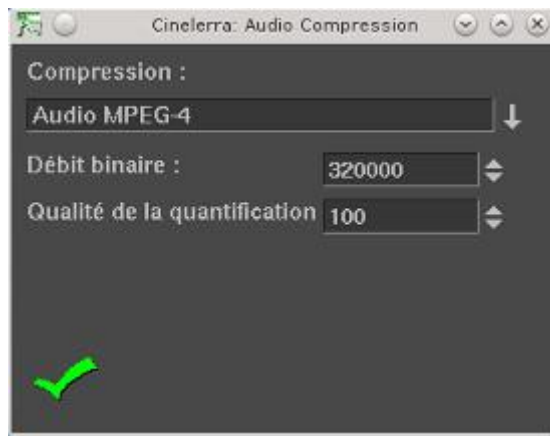 Cinelerra: Audio Compression
Compression :
Audio MPEG-4
Débit binaire :
320000
Qualité de la quantification
100